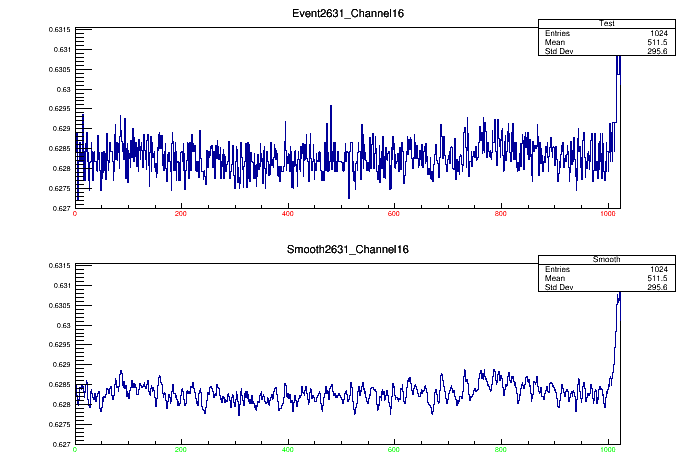 Event2631_Channel16
Test
Entries 1024
Mean 511.5
Std Dev 295.6
0.6315
0.631
0.6305
0.63
0.6295
0.629
0.6285
0.628
0.6275
0.627
0 200 400 600 800 1000
Smooth2631_Channel16
Smooth
Entries 1024
Mean 511.5
Std Dev 295.6
0.6315
0.631
0.6305
0.63
0.6295
0.629
0.6285
0.628
0.6275
0.627
0 200 400 600 800 1000